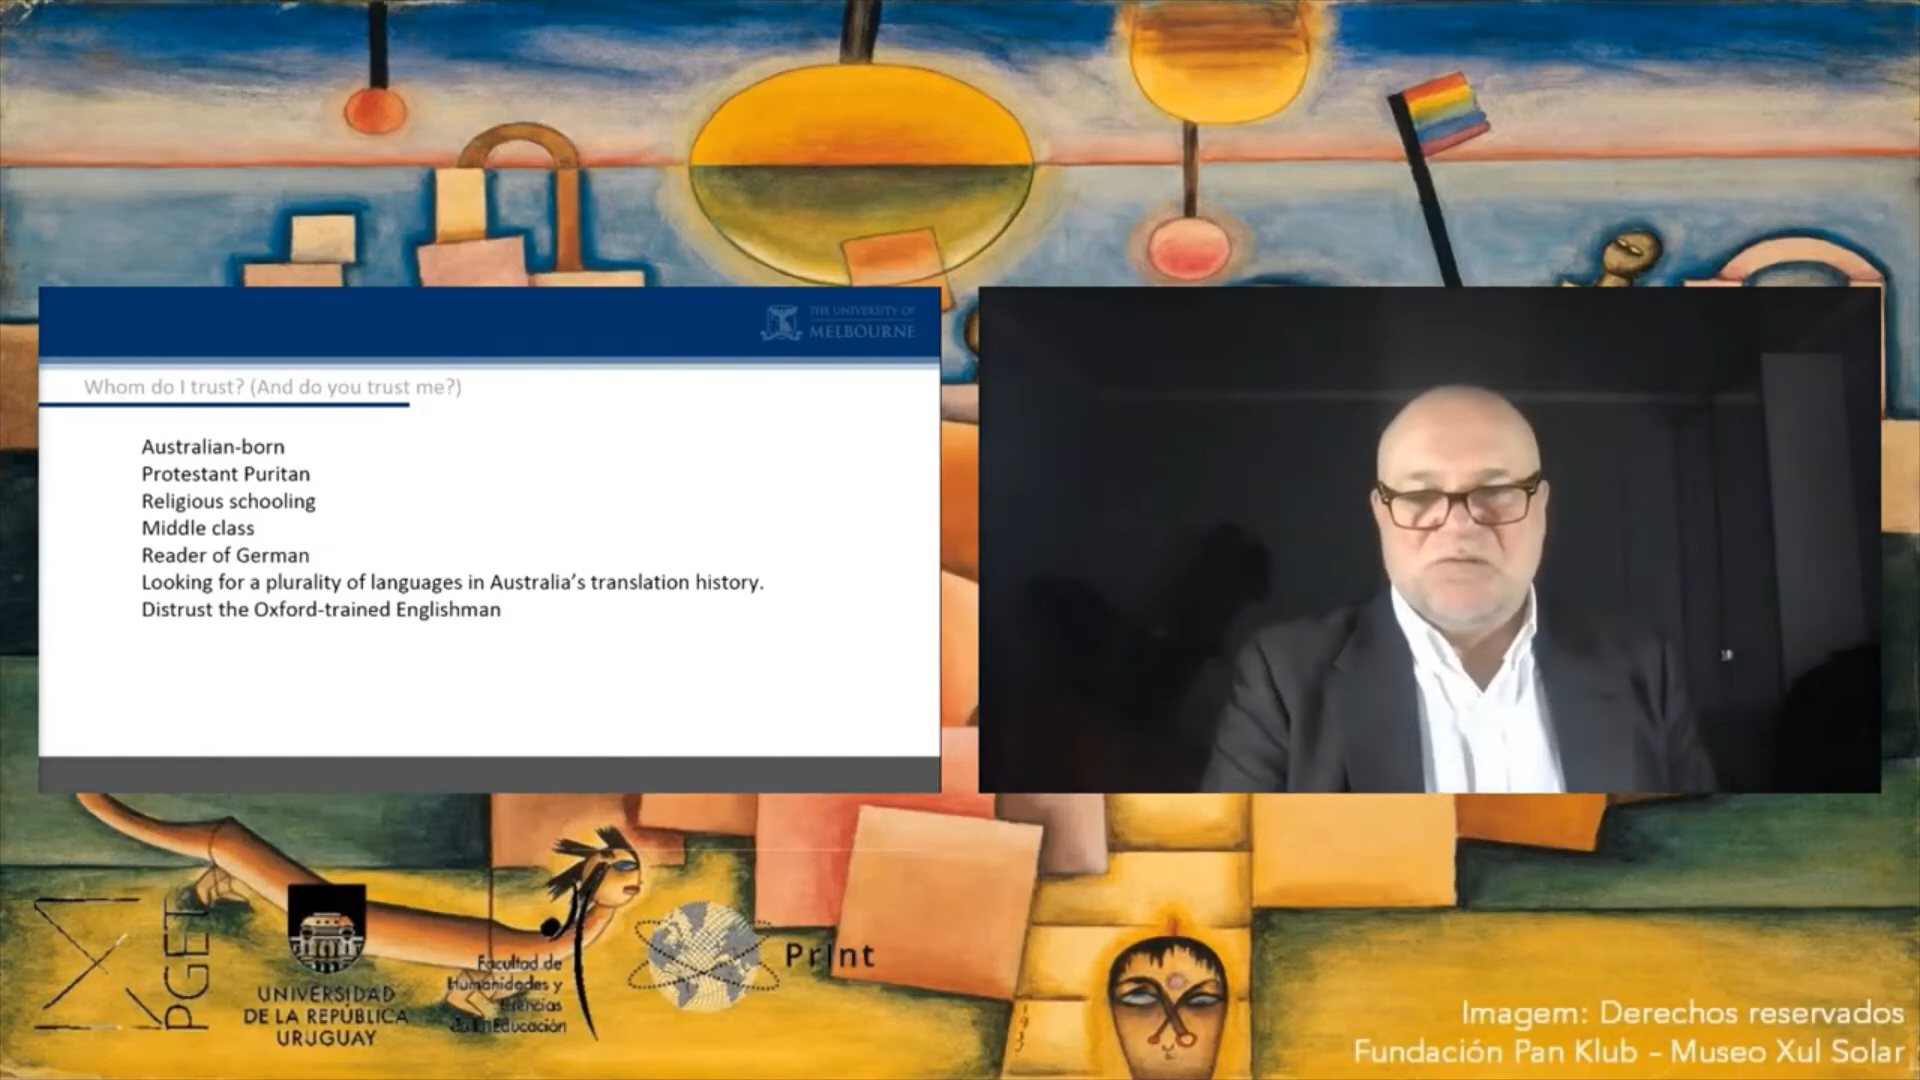 THE UNIVERSITY OF
MELBOURNE
Whom do I trust? (And do you trust me?)
Australian-born
Protestant Puritan
Religious schooling
Middle class
Reader of German
Looking for a plurality of languages in Australia’s translation history.
Distrust the Oxford-trained Englishman
PGET
UNIVERSIDAD
DE LA REPÚBLICA
URUGUAY
Facultad de
Humanidades y
Ciencias
de la Educación
PrInt
Imagem: Derechos reservados
Fundación Pan Klub - Museo Xul Solar